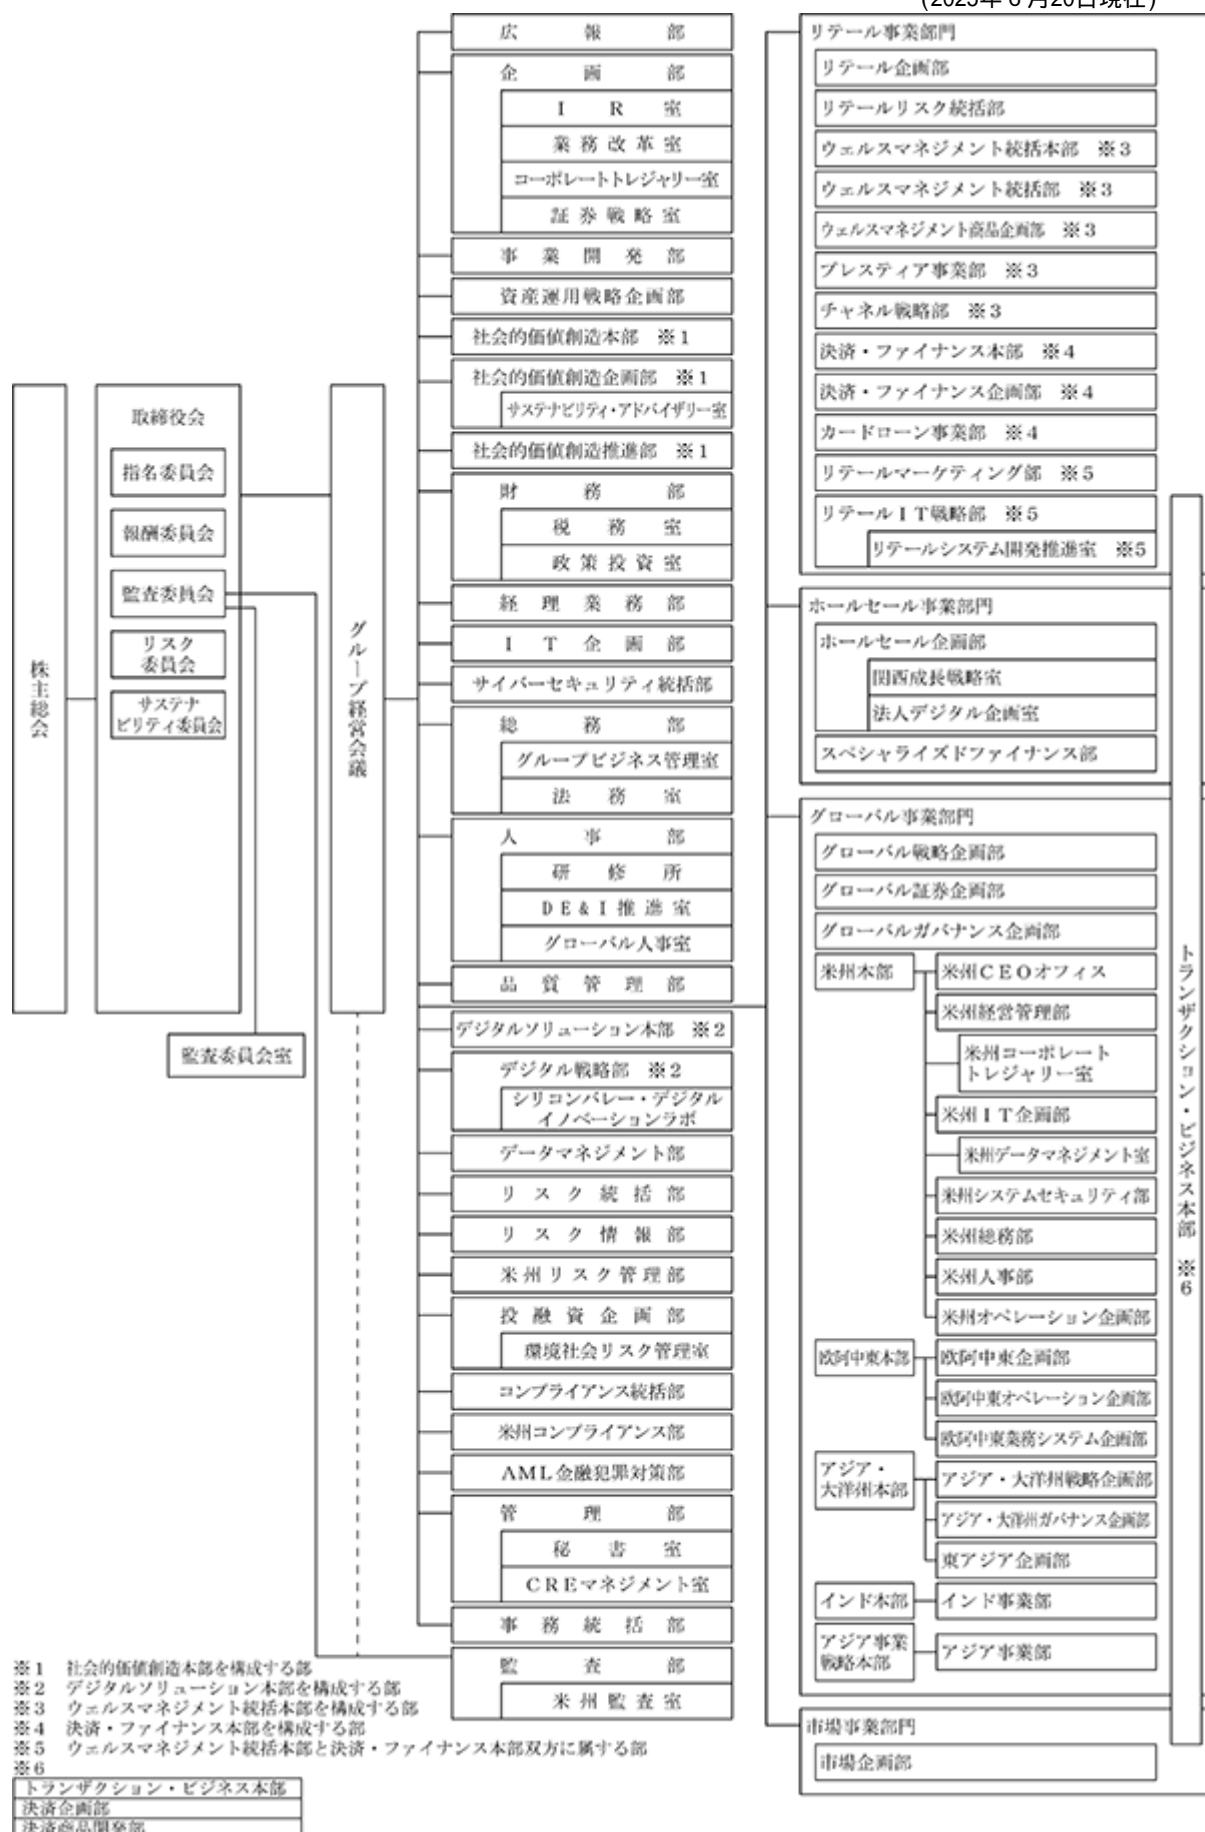 株主総会
取締役会
指名委員会
報酬委員会
監査委員会
リスク
委員会
サステナ
ビリティ委員会
監査委員会室
グループ経営会議
広報部
企画部
IR室
業務改革室
コーポレートトレジャリー室
証券戦略室
事業開発部
資産運用戦略企画部
社会的価値創造本部 ※1
社会的価値創造企画部 ※1
サステナビリティ・アドバイザリー室
社会的価値創造推進部 ※1
財務部
税務室
政策投資室
経理業務部
IT企画部
サイバーセキュリティ統括部
総務部
グループビジネス管理室
法務室
人事部
研修所
DE&I推進室
グローバル人事室
品質管理部
デジタルソリューション本部 ※2
デジタル戦略部 ※2
シリコンバレー・デジタル
イノベーションラボ
データマネジメント部
リスク統括部
リスク情報部
米州リスク管理部
投融資企画部
環境社会リスク管理室
コンプライアンス統括部
米州コンプライアンス部
AML金融犯罪対策部
管理部
秘書室
CREマネジメント室
事務統括部
監査部
米州監査室
リテール事業部門
リテール企画部
リテールリスク統括部
ウェルスマネジメント統括本部 ※3
ウェルスマネジメント統括部 ※3
ウェルスマネジメント商品企画部 ※3
プレスティア事業部 ※3
チャネル戦略部 ※3
決済・ファイナンス本部 ※4
決済・ファイナンス企画部 ※4
カードローン事業部 ※4
リテールマーケティング部 ※5
リテールIT戦略部 ※5
リテールシステム開発推進室 ※5
ホールセール事業部門
ホールセール企画部
関西成長戦略室
法人デジタル企画室
スペシャライズドファイナンス部
グローバル事業部門
グローバル戦略企画部
グローバル証券企画部
グローバルガバナンス企画部
米州本部
米州CEOオフィス
米州経営管理部
米州コーポレート
トレジャリー室
米州IT企画部
米州データマネジメント室
米州システムセキュリティ部
米州総務部
米州人事部
米州オペレーション企画部
欧阿中東本部
欧阿中東企画部
欧阿中東オペレーション企画部
欧阿中東業務システム企画部
アジア・
大洋州本部
アジア・大洋州戦略企画部
アジア・大洋州ガバナンス企画部
東アジア企画部
インド本部
インド事業部
アジア事業
戦略本部
アジア事業部
市場事業部門
市場企画部
トランザクション・ビジネス本部 ※6
※1 社会的価値創造本部を構成する部
※2 デジタルソリューション本部を構成する部
※3 ウェルスマネジメント統括本部を構成する部
※4 決済・ファイナンス本部を構成する部
※5 ウェルスマネジメント統括本部と決済・ファイナンス本部双方に属する部
※6
トランザクション・ビジネス本部
決済企画部
決済商品開発部